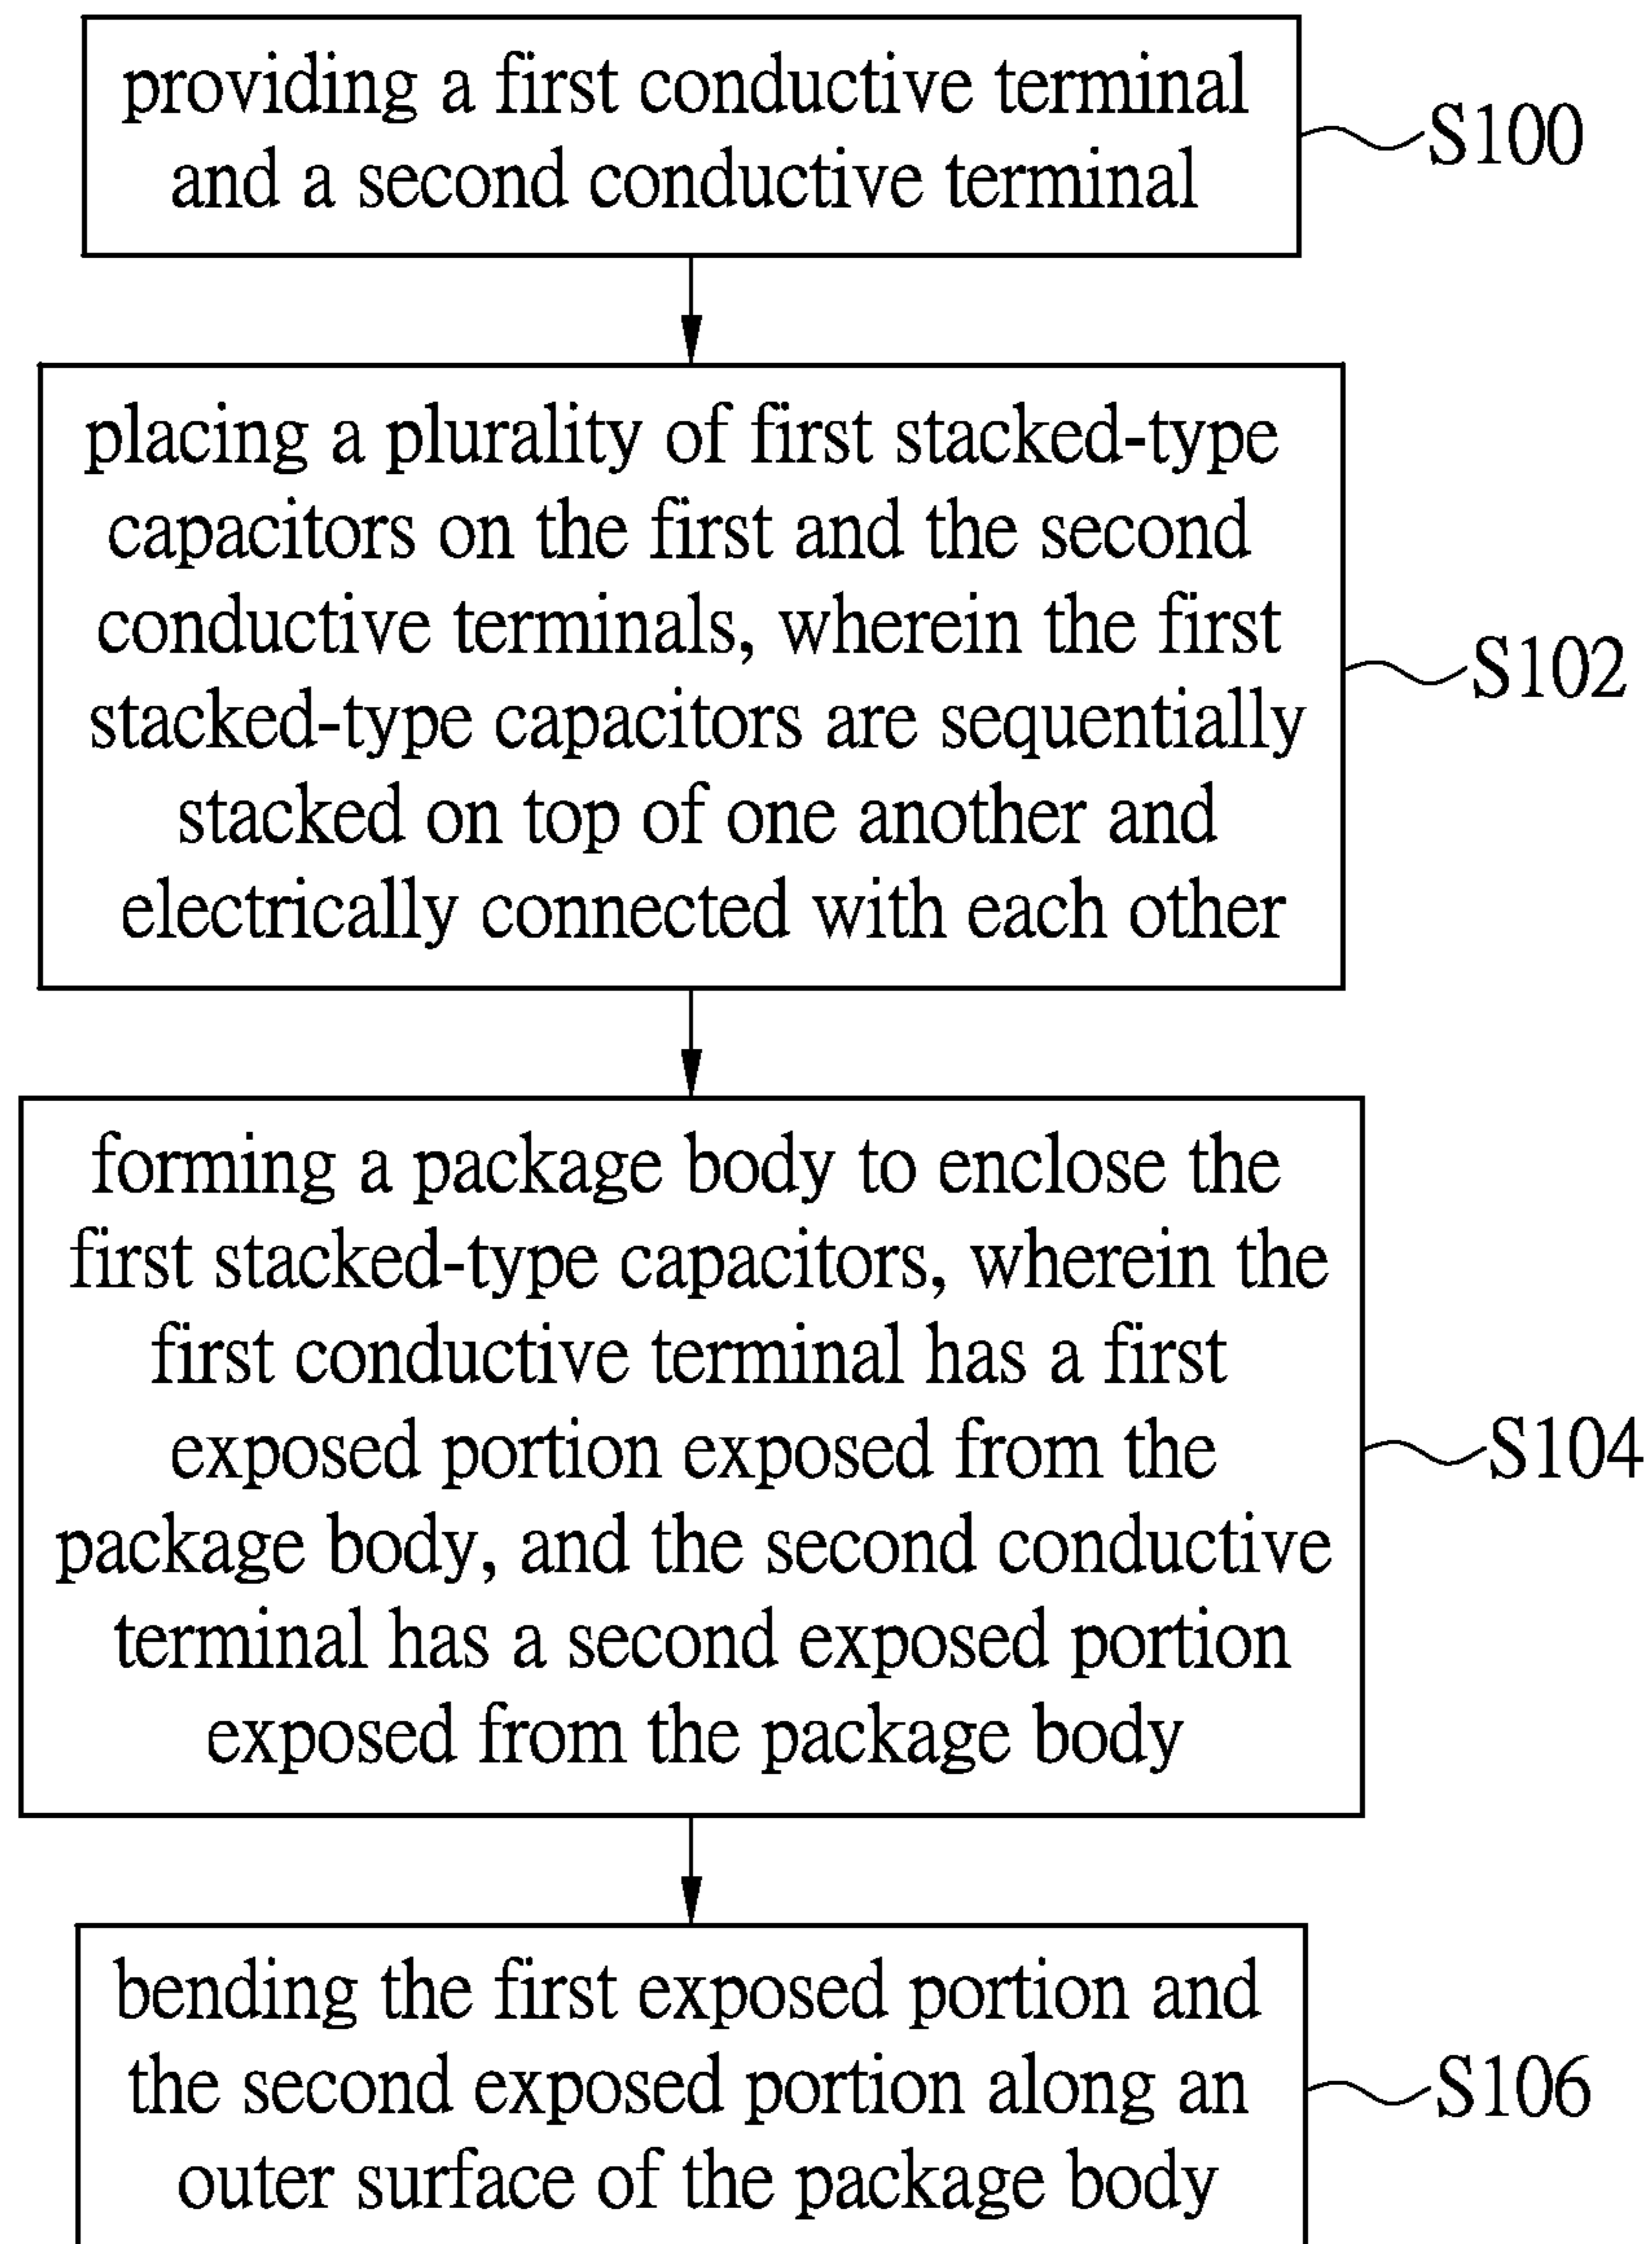 providing a first conductive terminal
and a second conductive terminal
S100
placing a plurality of first stacked-type
capacitors on the first and the second
conductive terminals, wherein the first
stacked-type capacitors are sequentially
stacked on top of one another and
electrically connected with each other
S102
forming a package body to enclose the
first stacked-type capacitors, wherein the
first conductive terminal has a first
exposed portion exposed from the
package body, and the second conductive
terminal has a second exposed portion
exposed from the package body
S104
bending the first exposed portion and
the second exposed portion along an
outer surface of the package body
S106